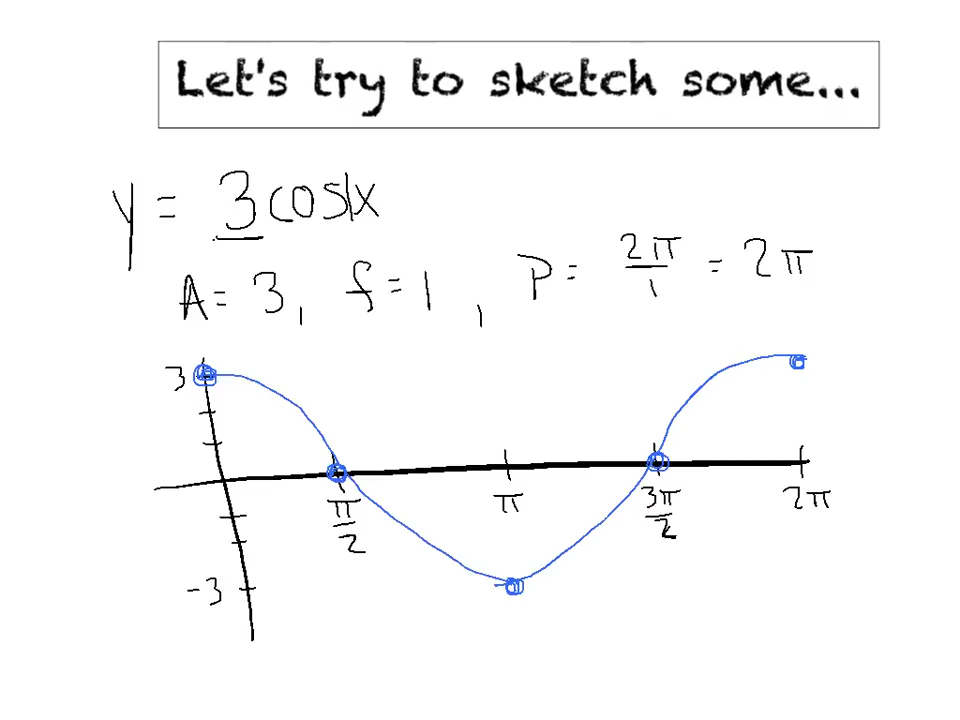 Let's try to sketch some...
y = 3cos1x
A = 3, f = 1, P = 2π/1 = 2π
3
π/2 π 3π/2 2π
-3